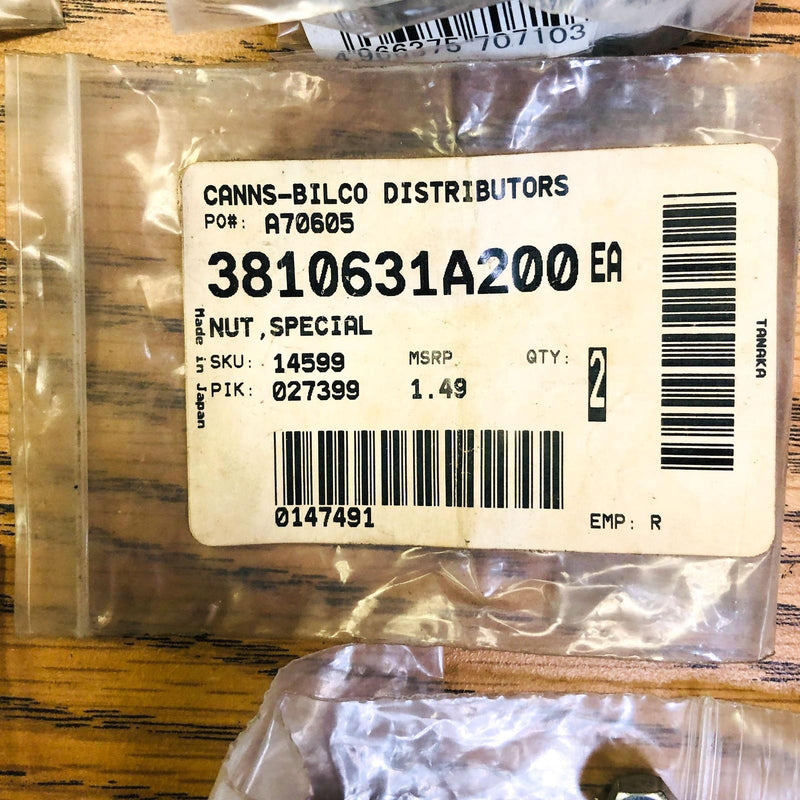 4966375 707103
CANNS-BILCO DISTRIBUTORS
PO#: A70605
3810631A200 EA
NUT,SPECIAL
SKU: 14599 MSRP QTY: 2
PIK: 027399 1.49
Made in Japan
TANAKA
0147491
EMP: R